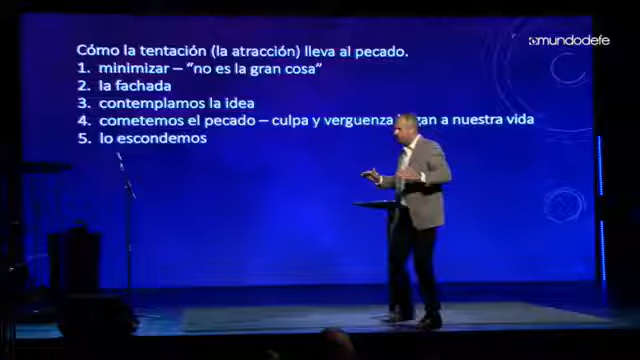 mundodefe
Cómo la tentación (la atracción) lleva al pecado.
1. minimizar – "no es la gran cosa"
2. la fachada
3. contemplamos la idea
4. cometemos el pecado – culpa y verguenza a nuestra vida
5. lo escondemos